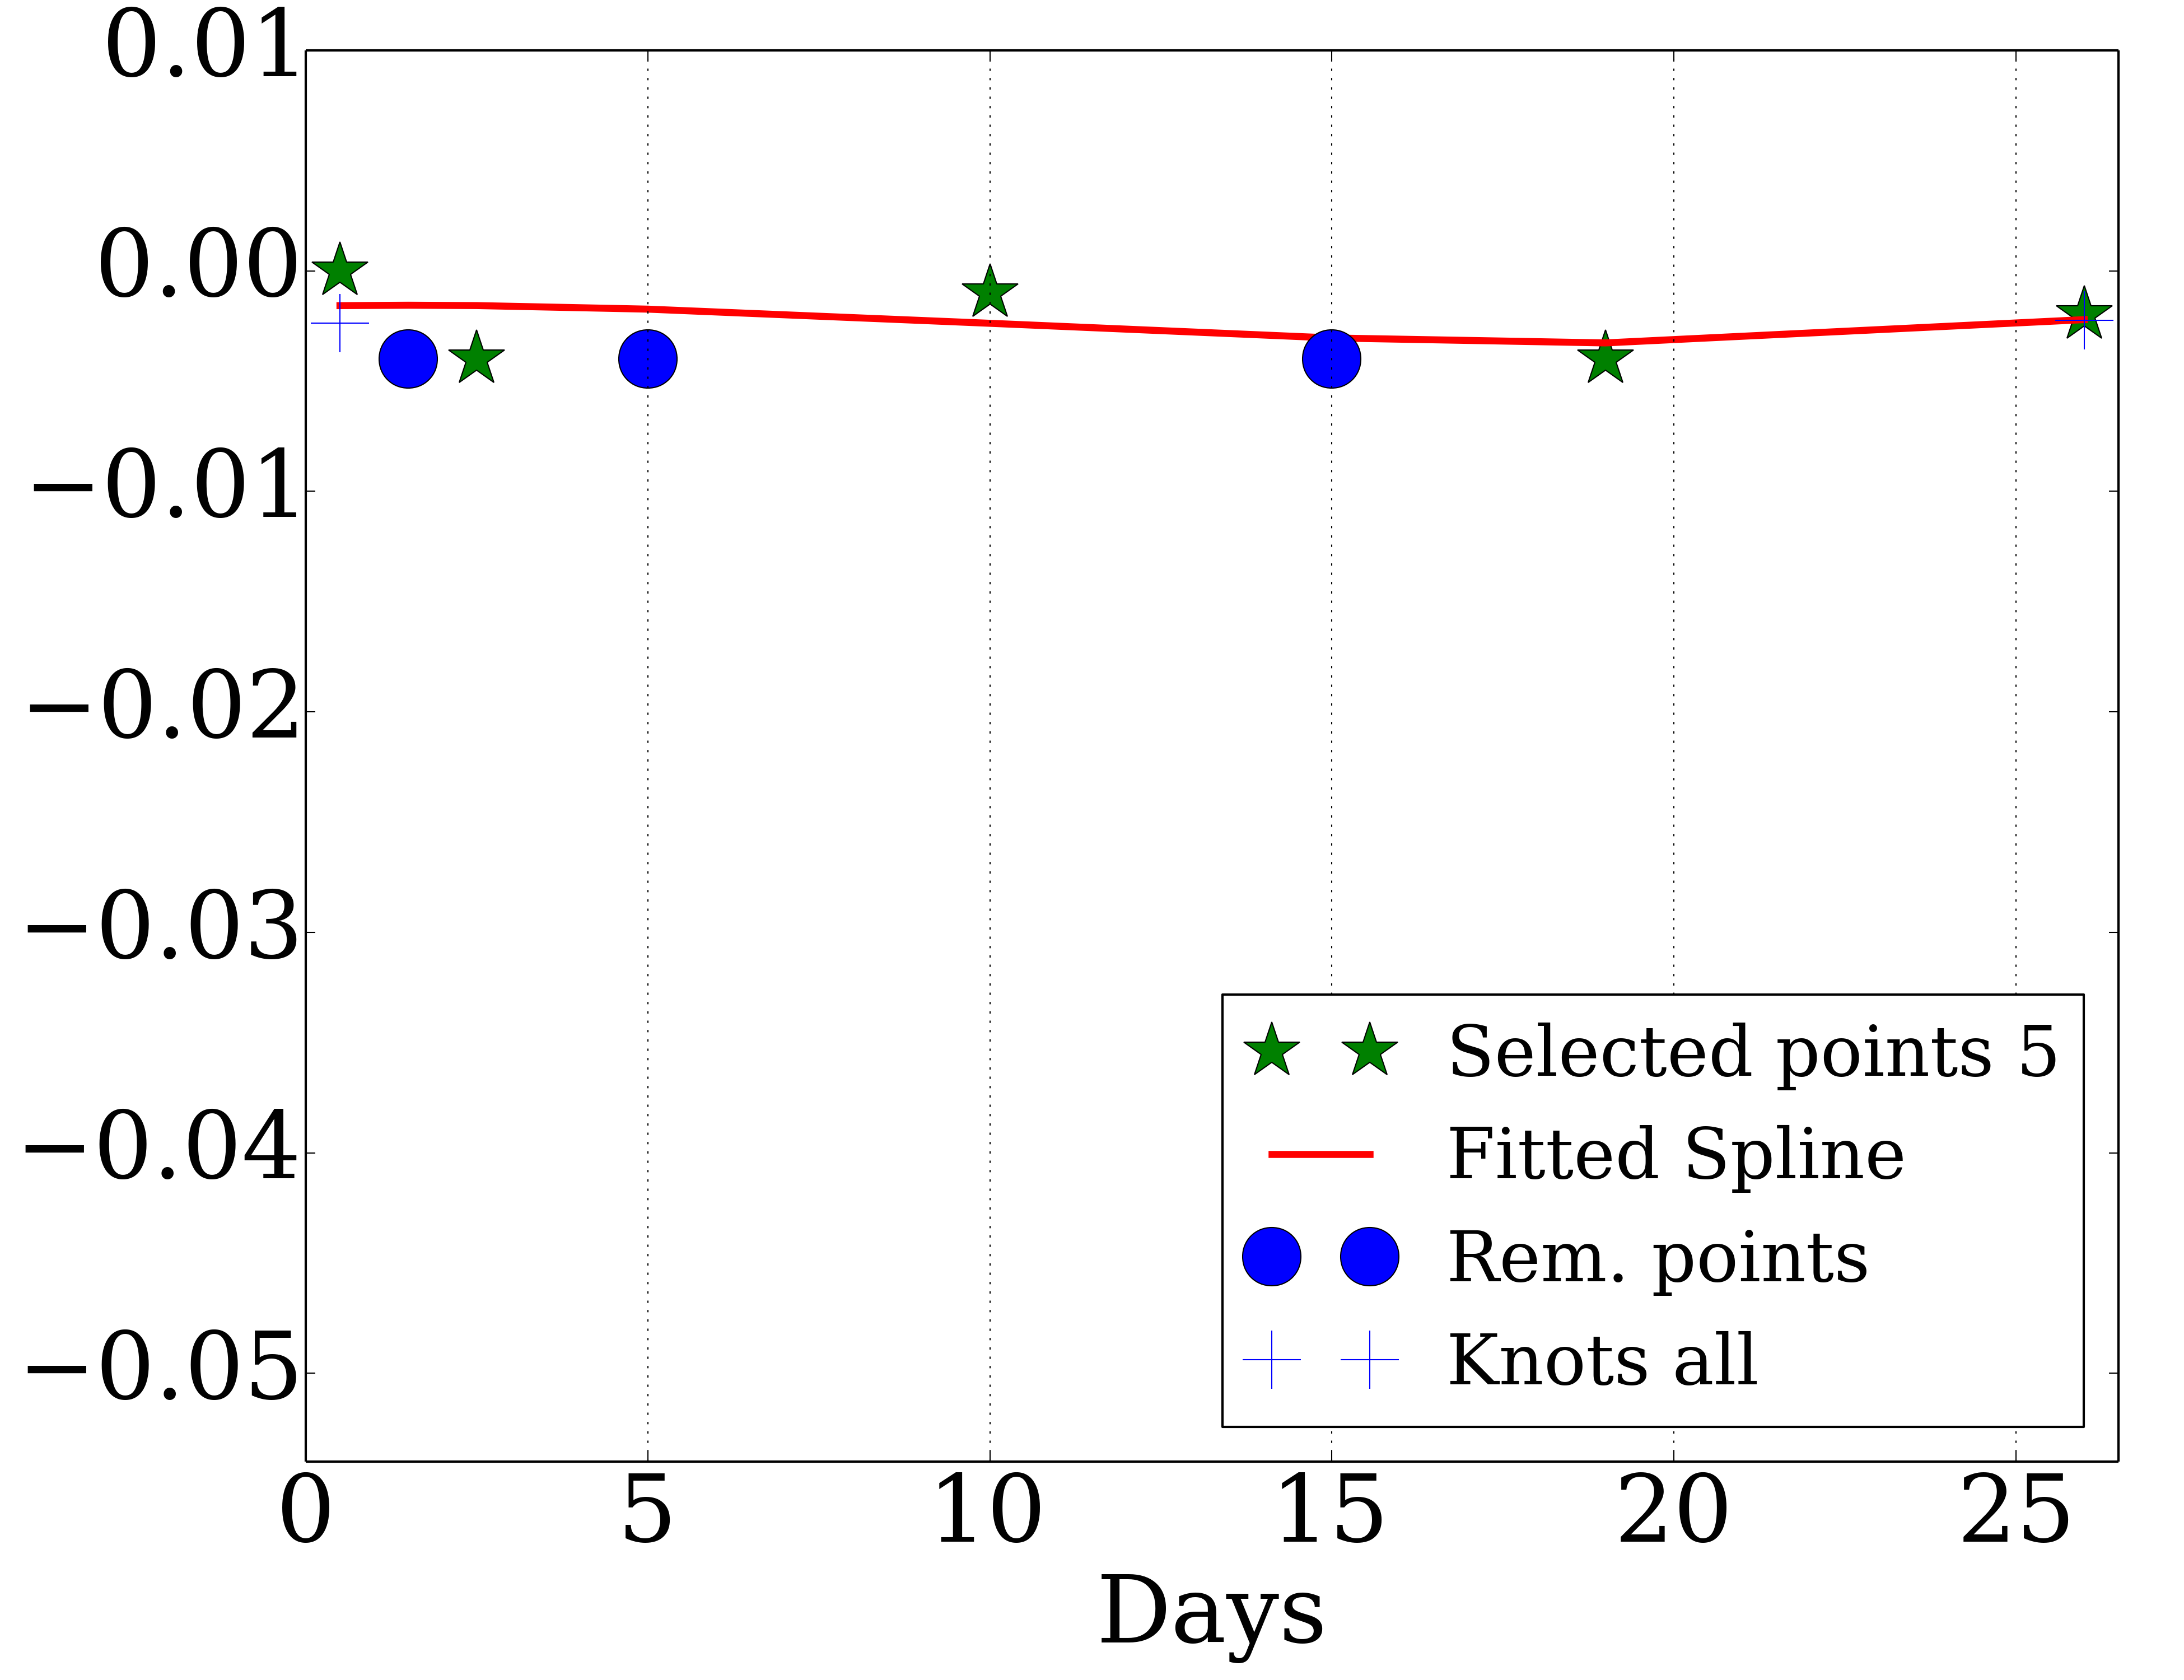 0.01
0.00
−0.01
−0.02
−0.03
−0.04
−0.05
Selected points 5
Fitted Spline
Rem. points
Knots all
0 5 10 15 20 25
Days